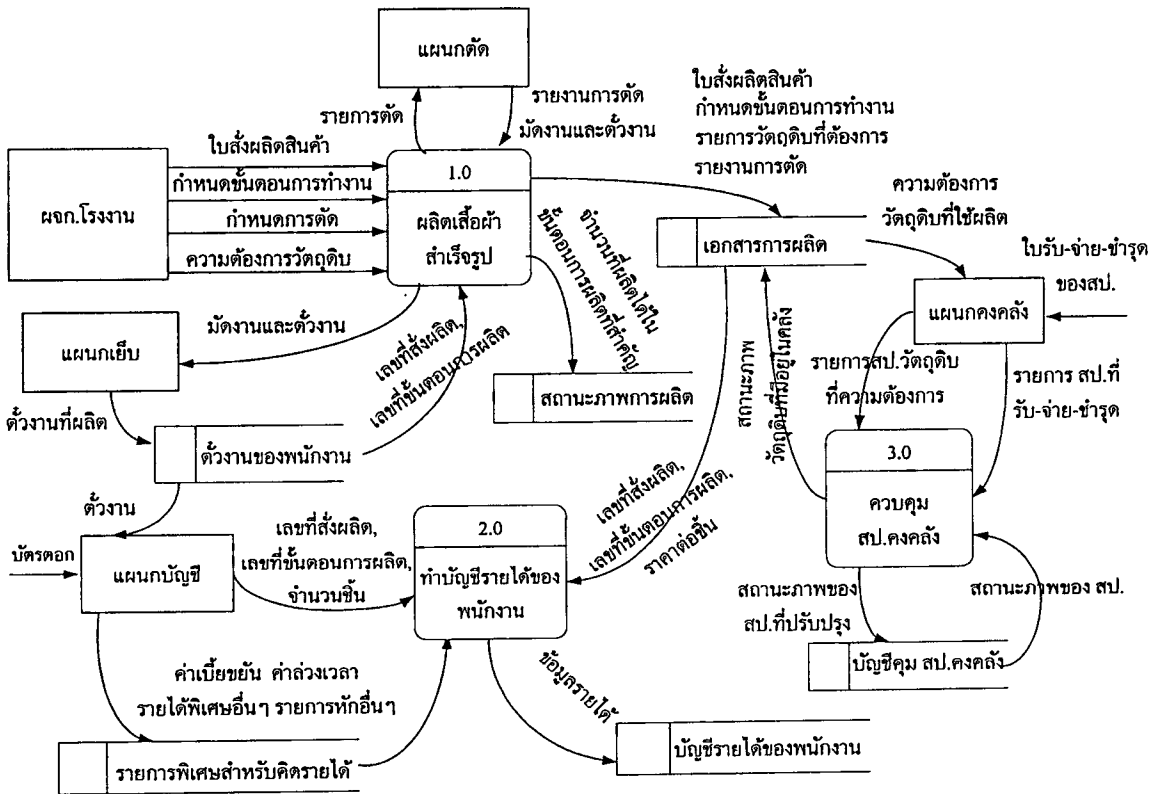 แผนกตัด
รายการตัด
รายงานการตัด
มัดงานและตั๋วงาน
ใบสั่งผลิตสินค้า
กำหนดขั้นตอนการทำงาน
รายการวัตถุดิบที่ต้องการ
รายงานการตัด
ผจก.โรงงาน
ใบสั่งผลิตสินค้า
กำหนดขั้นตอนการทำงาน
กำหนดการตัด
ความต้องการวัตถุดิบ
1.0
ผลิตเสื้อผ้า
สำเร็จรูป
จำนวนที่ผลิตได้ใน
ขั้นตอนการผลิตที่สำคัญ
เอกสารการผลิต
ความต้องการ
วัตถุดิบที่ใช้ผลิต
ใบรับ-จ่าย-ชำรุด
ของสป.
แผนกคงคลัง
แผนกเย็บ
มัดงานและตั๋วงาน
เลขที่สั่งผลิต,
เลขที่ขั้นตอนการผลิต
สถานะภาพการผลิต
สถานะภาพ
วัตถุดิบที่มีอยู่ในคลัง
รายการสป.วัตถุดิบ
ที่ความต้องการ
รายการ สป.ที่
รับ-จ่าย-ชำรุด
ตั๋วงานที่ผลิต
ตั๋วงานของพนักงาน
3.0
ควบคุม
สป.คงคลัง
ตั๋วงาน
บัตรตอก
แผนกบัญชี
เลขที่สั่งผลิต,
เลขที่ขั้นตอนการผลิต,
จำนวนชิ้น
2.0
ทำบัญชีรายได้ของ
พนักงาน
เลขที่สั่งผลิต,
เลขที่ขั้นตอนการผลิต,
ราคาต่อชิ้น
สถานะภาพของ
สป.ที่ปรับปรุง
สถานะภาพของ สป.
บัญชีคุม สป.คงคลัง
ค่าเบี้ยขยัน ค่าล่วงเวลา
รายได้พิเศษอื่นๆ รายการหักอื่นๆ
ข้อมูลรายได้
รายการพิเศษสำหรับคิดรายได้
บัญชีรายได้ของพนักงาน